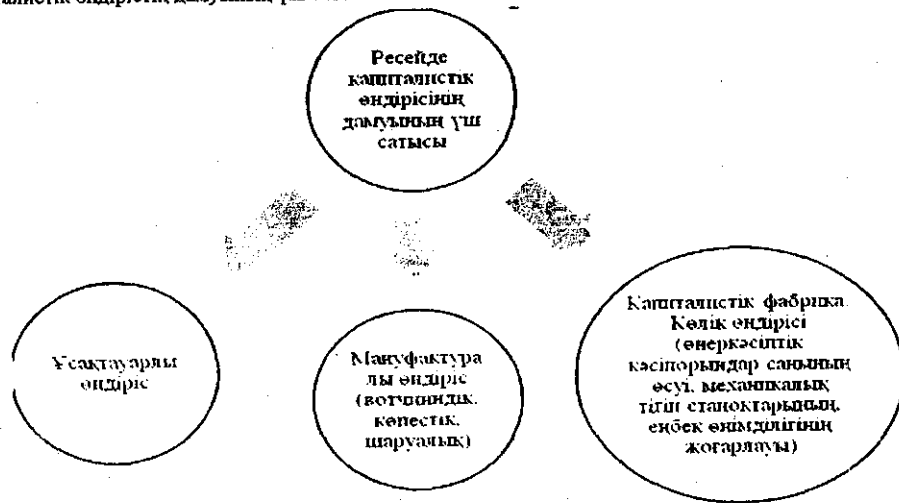 Ресейде
капиталистік
өндірісінің
дамуының үш
сатысы
Ұсақтауарлы
өндіріс
Мануфактура
лы өндіріс
(вотчиндік,
көпестік,
шаруалық)
Капиталистік фабрика.
Көлік өндірісі
(өнеркәсіптік
кәсіпорындар санының
өсуі, механикалық
тігін станоктарының,
еңбек өнімділігінің
жоғарлауы)